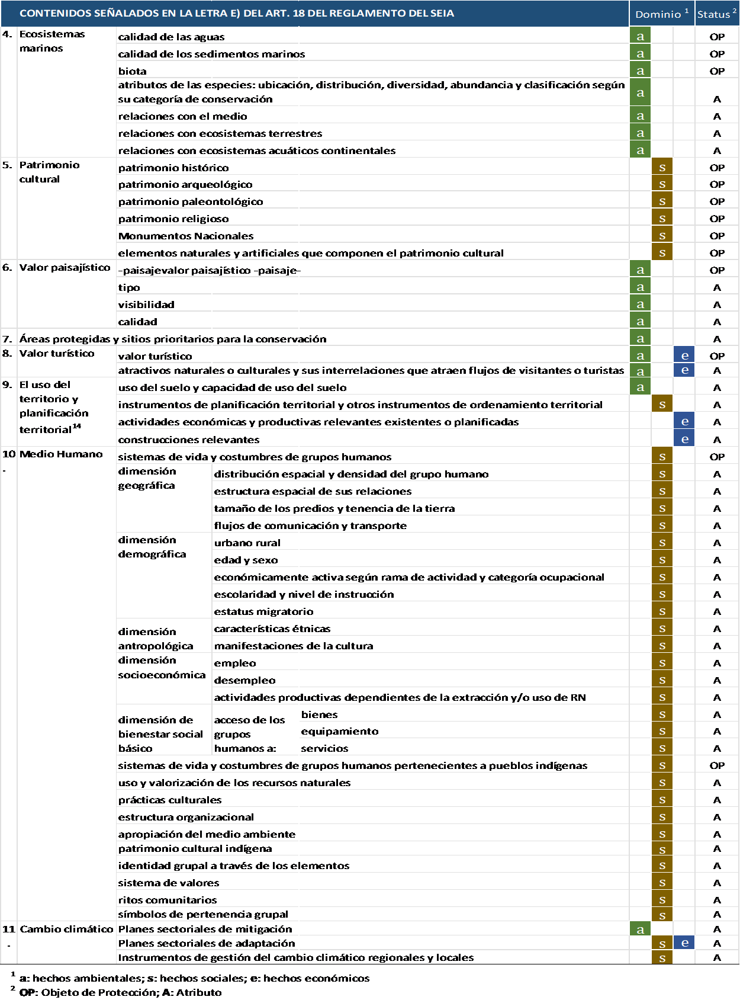 CONTENIDOS SEÑALADOS EN LA LETRA E) DEL ART. 18 DEL REGLAMENTO DEL SEIA Dominio 1 Status 2
4. Ecosistemas marinos calidad de las aguas a OP
calidad de los sedimentos marinos a OP
biota a OP
atributos de las especies: ubicación, distribución, diversidad, abundancia y clasificación según
su categoría de conservación a A
relaciones con el medio a A
relaciones con ecosistemas terrestres a A
relaciones con ecosistemas acuáticos continentales a A
5. Patrimonio cultural patrimonio histórico s OP
patrimonio arqueológico s OP
patrimonio paleontológico s OP
patrimonio religioso s OP
Monumentos Nacionales s OP
elementos naturales y artificiales que componen el patrimonio cultural s OP
6. Valor paisajístico -paisajevalor paisajístico -paisaje- a OP
tipo a A
visibilidad a A
calidad a A
7. Áreas protegidas y sitios prioritarios para la conservación a A
8. Valor turístico valor turístico a e OP
atractivos naturales o culturales y sus interrelaciones que atraen flujos de visitantes o turistas a e A
9. El uso del territorio y planificación territorial14 uso del suelo y capacidad de uso del suelo a A
instrumentos de planificación territorial y otros instrumentos de ordenamiento territorial s A
actividades económicas y productivas relevantes existentes o planificadas e A
construcciones relevantes e A
10. Medio Humano sistemas de vida y costumbres de grupos humanos s OP
dimensión geográfica distribución espacial y densidad del grupo humano s A
estructura espacial de sus relaciones s A
tamaño de los predios y tenencia de la tierra s A
flujos de comunicación y transporte s A
dimensión demográfica urbano rural s A
edad y sexo s A
económicamente activa según rama de actividad y categoría ocupacional s A
escolaridad y nivel de instrucción s A
estatus migratorio s A
dimensión antropológica características étnicas s A
manifestaciones de la cultura s A
dimensión socioeconómica empleo s A
desempleo s A
actividades productivas dependientes de la extracción y/o uso de RN s A
dimensión de bienestar social básico acceso de los grupos humanos a: bienes s A
equipamiento s A
servicios s A
sistemas de vida y costumbres de grupos humanos pertenecientes a pueblos indígenas s OP
uso y valorización de los recursos naturales s A
prácticas culturales s A
estructura organizacional s A
apropiación del medio ambiente s A
patrimonio cultural indígena s A
identidad grupal a través de los elementos s A
sistema de valores s A
ritos comunitarios s A
símbolos de pertenencia grupal s A
11. Cambio climático Planes sectoriales de mitigación a A
Planes sectoriales de adaptación s e A
Instrumentos de gestión del cambio climático regionales y locales s A
1 a: hechos ambientales; s: hechos sociales; e: hechos económicos
2 OP: Objeto de Protección; A: Atributo